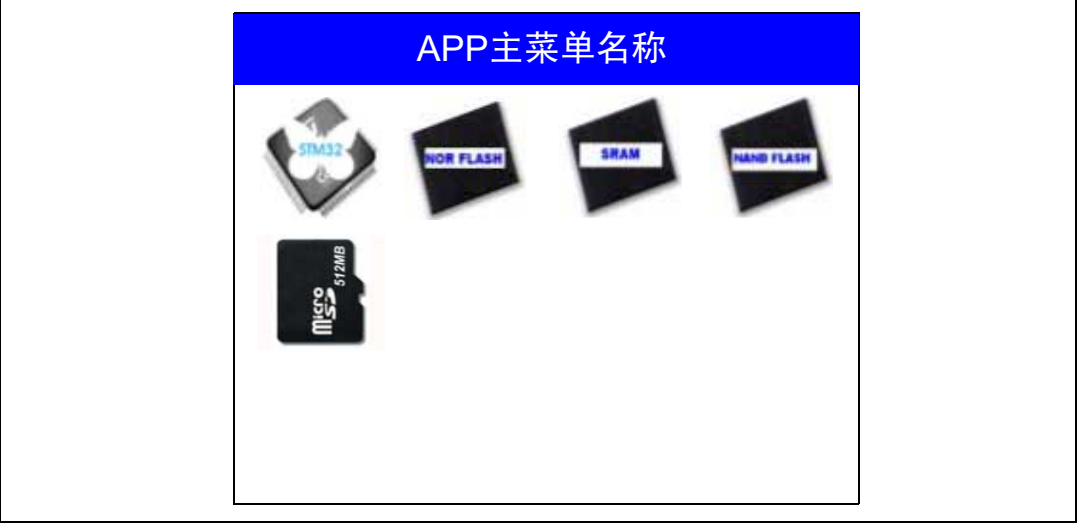 APP主菜单名称
STM32
NOR FLASH
SRAM
NAND FLASH
Micro
SD
512MB